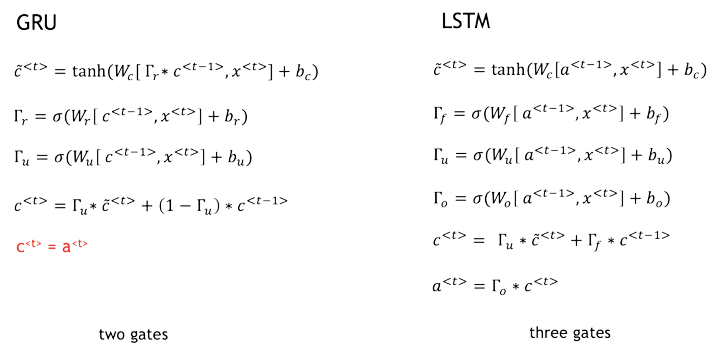 GRU
c̃<t> = tanh(Wc[ Γr* c<t−1>, x<t>] + bc)
Γr = σ(Wr[ c<t−1>, x<t>] + br)
Γu = σ(Wu[ c<t−1>, x<t>] + bu)
c<t> = Γu* c̃<t> + (1 − Γu) * c<t−1>
c<t> = a<t>
two gates
LSTM
c̃<t> = tanh(Wc[a<t−1>, x<t>] + bc)
Γf = σ(Wf[ a<t−1>, x<t>] + bf)
Γu = σ(Wu[ a<t−1>, x<t>] + bu)
Γo = σ(Wo[ a<t−1>, x<t>] + bo)
c<t> = Γu * c̃<t> + Γf * c<t−1>
a<t> = Γo * c<t>
three gates